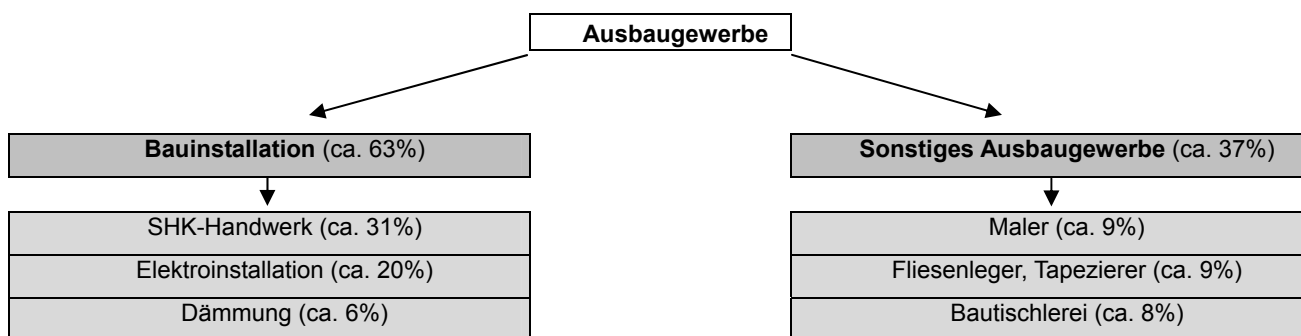 Ausbaugewerbe
Bauinstallation (ca. 63%)
SHK-Handwerk (ca. 31%)
Elektroinstallation (ca. 20%)
Dämmung (ca. 6%)
Sonstiges Ausbaugewerbe (ca. 37%)
Maler (ca. 9%)
Fliesenleger, Tapezierer (ca. 9%)
Bautischlerei (ca. 8%)